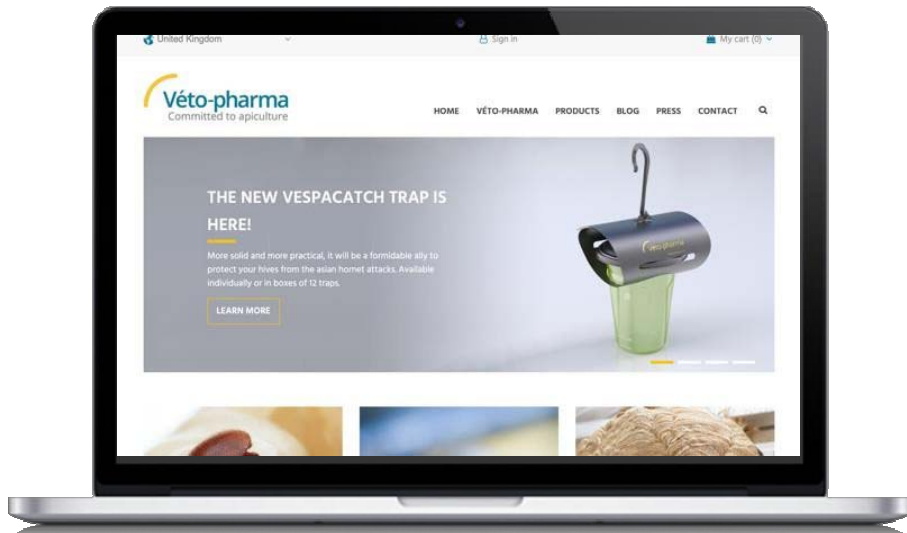 United Kingdom
Sign in
My cart (0)
Véto-pharma
Committed to apiculture
HOME VÉTO-PHARMA PRODUCTS BLOG PRESS CONTACT
THE NEW VESPACATCH TRAP IS
HERE!
More solid and more practical, it will be a formidable ally to
protect your hives from the asian hornet attacks. Available
individually or in boxes of 12 traps.
LEARN MORE
véto-pharma